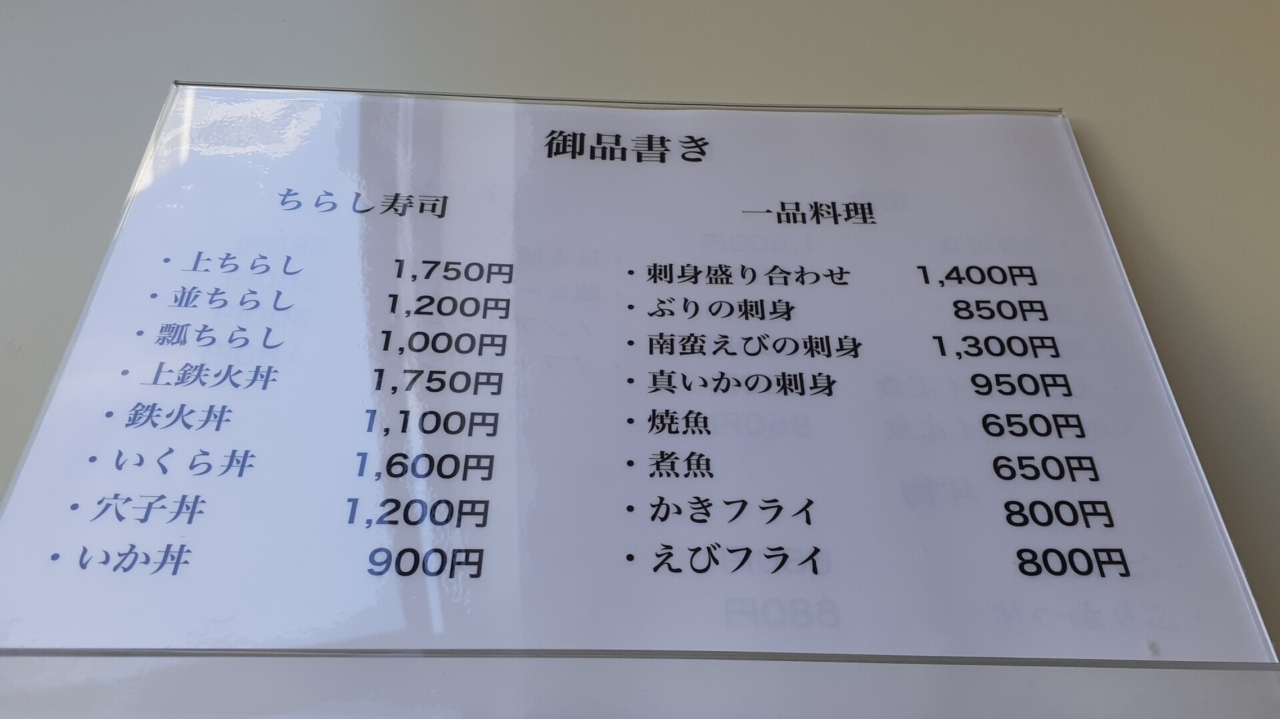 御品書き
ちらし寿司
・上ちらし 1,750円
・並ちらし 1,200円
・瓢ちらし 1,000円
・上鉄火丼 1,750円
・鉄火丼 1,100円
・いくら丼 1,600円
・穴子丼 1,200円
・いか丼 900円
一品料理
・刺身盛り合わせ 1,400円
・ぶりの刺身 850円
・南蛮えびの刺身 1,300円
・真いかの刺身 950円
・焼魚 650円
・煮魚 650円
・かきフライ 800円
・えびフライ 800円